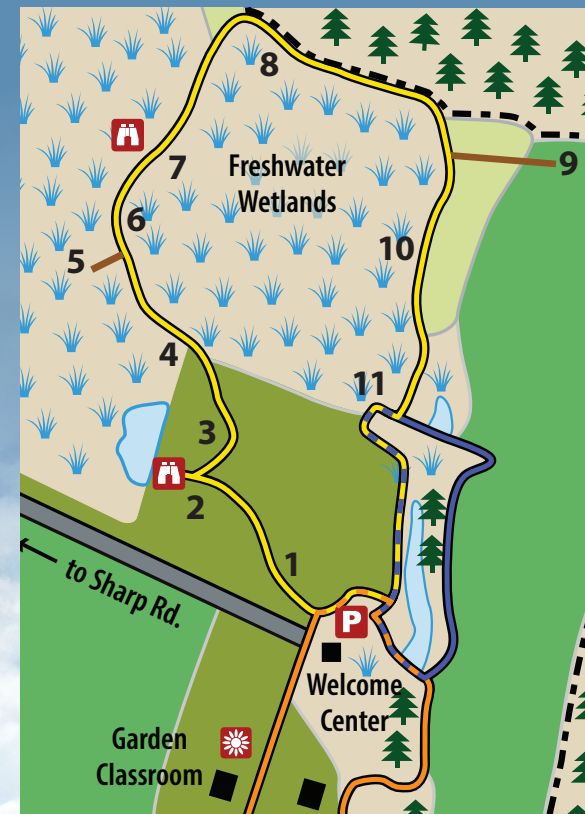 8
9
7
Freshwater
Wetlands
6
10
5
4
11
3
2
1
to Sharp Rd.
P
Welcome
Center
Garden
Classroom